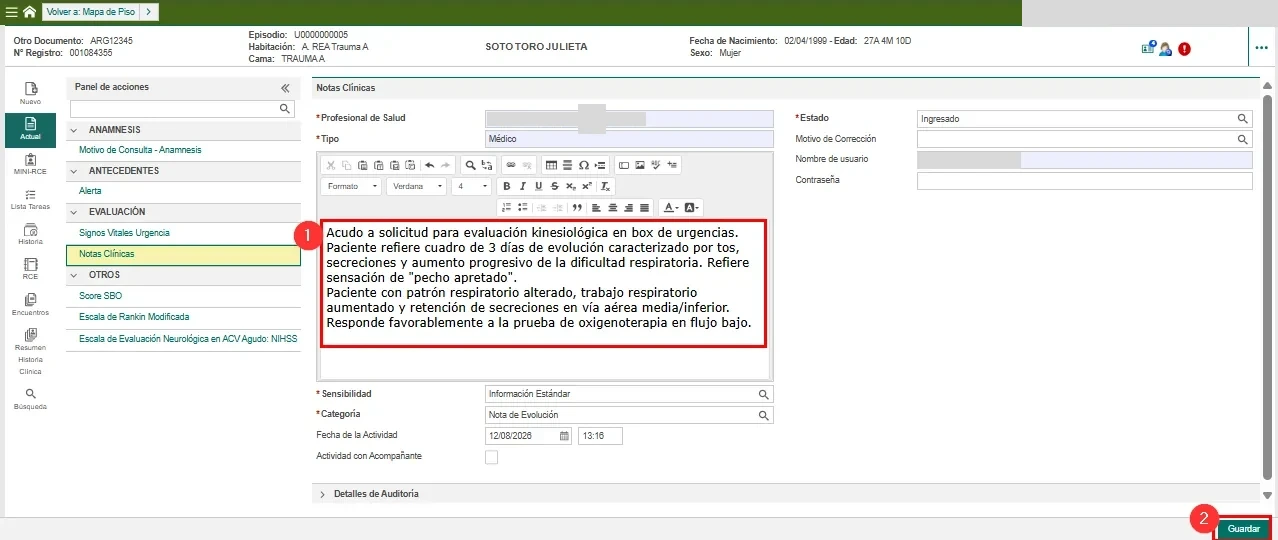 Volver a: Mapa de Piso
Otro Documento: ARG12345
Nº Registro: 001084355
Episodio: U0000000005
Habitación: A. REA Trauma A
Cama: TRAUMA A
SOTO TORO JULIETA
Fecha de Nacimiento: 02/04/1999 - Edad: 27A 4M 10D
Sexo: Mujer
Nuevo
Actual
MINI-RCE
Lista Tareas
Historia
RCE
Encuentros
Resumen
Historia
Clínica
Búsqueda
Panel de acciones
ANAMNESIS
Motivo de Consulta - Anamnesis
ANTECEDENTES
Alerta
EVALUACIÓN
Signos Vitales Urgencia
Notas Clínicas
OTROS
Score SBO
Escala de Rankin Modificada
Escala de Evaluación Neurológica en ACV Agudo: NIHSS
Notas Clínicas
* Profesional de Salud
* Tipo
Médico
Formato
Verdana
4
B I U S x₂ x² Tx
A A
1
Acudo a solicitud para evaluación kinesiológica en box de urgencias.
Paciente refiere cuadro de 3 días de evolución caracterizado por tos,
secreciones y aumento progresivo de la dificultad respiratoria. Refiere
sensación de "pecho apretado".
Paciente con patrón respiratorio alterado, trabajo respiratorio
aumentado y retención de secreciones en vía aérea media/inferior.
Responde favorablemente a la prueba de oxigenoterapia en flujo bajo.
* Sensibilidad
Información Estándar
* Categoría
Nota de Evolución
Fecha de la Actividad
12/08/2026
13:16
Actividad con Acompañante
* Estado
Ingresado
Motivo de Corrección
Nombre de usuario
Contraseña
Detalles de Auditoría
2
Guardar